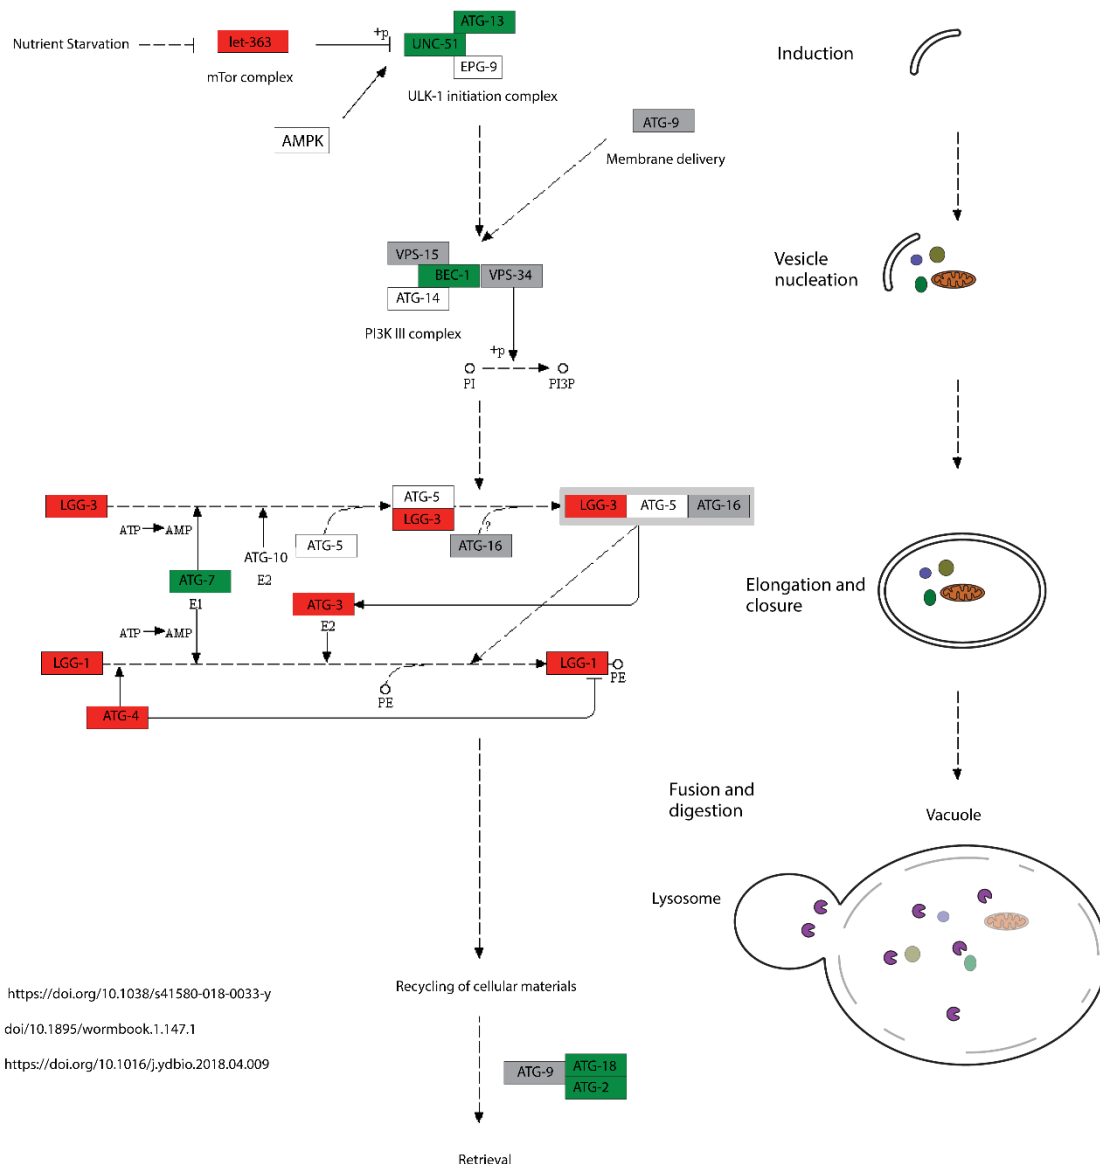 Nutrient Starvation
let-363
mTor complex
+p
ATG-13
UNC-51
EPG-9
ULK-1 initiation complex
AMPK
ATG-9
Membrane delivery
Induction
VPS-15
BEC-1
VPS-34
ATG-14
PI3K III complex
+p
PI
PI3P
Vesicle
nucleation
LGG-3
ATP
AMP
ATG-7
E1
ATG-10
E2
ATG-5
ATG-5
LGG-3
?
ATG-16
LGG-3
ATG-5
ATG-16
ATG-3
E2
ATP
AMP
LGG-1
PE
LGG-1
PE
ATG-4
Elongation and
closure
Fusion and
digestion
Vacuole
Lysosome
Recycling of cellular materials
https://doi.org/10.1038/s41580-018-0033-y
doi/10.1895/wormbook.1.147.1
https://doi.org/10.1016/j.ydbio.2018.04.009
ATG-9
ATG-18
ATG-2
Retrieval